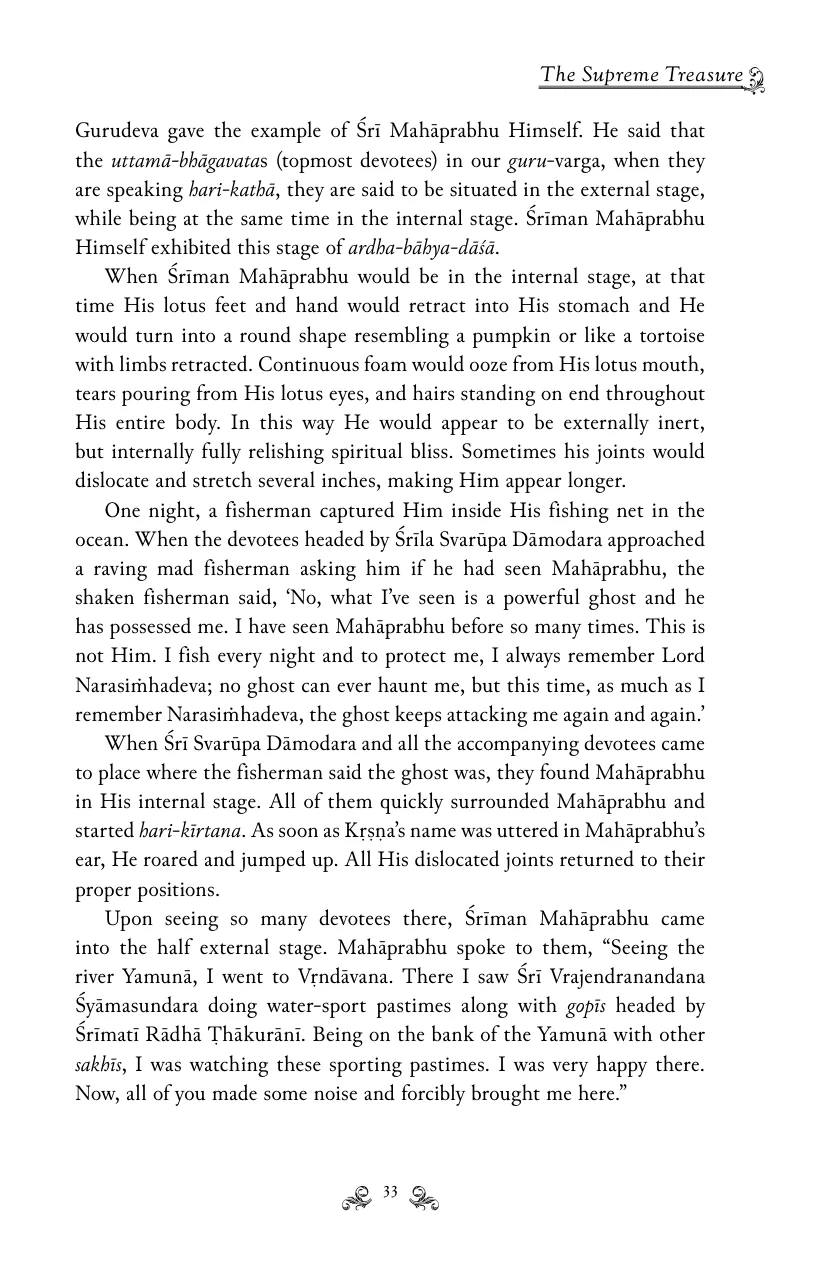 The Supreme Treasure
Gurudeva gave the example of Śrī Mahāprabhu Himself. He said that
the uttamā-bhāgavatas (topmost devotees) in our guru-varga, when they
are speaking hari-kathā, they are said to be situated in the external stage,
while being at the same time in the internal stage. Śrīman Mahāprabhu
Himself exhibited this stage of ardha-bāhya-dāśā.
When Śrīman Mahāprabhu would be in the internal stage, at that
time His lotus feet and hand would retract into His stomach and He
would turn into a round shape resembling a pumpkin or like a tortoise
with limbs retracted. Continuous foam would ooze from His lotus mouth,
tears pouring from His lotus eyes, and hairs standing on end throughout
His entire body. In this way He would appear to be externally inert,
but internally fully relishing spiritual bliss. Sometimes his joints would
dislocate and stretch several inches, making Him appear longer.
One night, a fisherman captured Him inside His fishing net in the
ocean. When the devotees headed by Śrīla Svarūpa Dāmodara approached
a raving mad fisherman asking him if he had seen Mahāprabhu, the
shaken fisherman said, ‘No, what I’ve seen is a powerful ghost and he
has possessed me. I have seen Mahāprabhu before so many times. This is
not Him. I fish every night and to protect me, I always remember Lord
Narasiṁhadeva; no ghost can ever haunt me, but this time, as much as I
remember Narasiṁhadeva, the ghost keeps attacking me again and again.’
When Śrī Svarūpa Dāmodara and all the accompanying devotees came
to place where the fisherman said the ghost was, they found Mahāprabhu
in His internal stage. All of them quickly surrounded Mahāprabhu and
started hari-kīrtana. As soon as Kṛṣṇa’s name was uttered in Mahāprabhu’s
ear, He roared and jumped up. All His dislocated joints returned to their
proper positions.
Upon seeing so many devotees there, Śrīman Mahāprabhu came
into the half external stage. Mahāprabhu spoke to them, “Seeing the
river Yamunā, I went to Vṛndāvana. There I saw Śrī Vrajendranandana
Śyāmasundara doing water-sport pastimes along with gopīs headed by
Śrīmatī Rādhā Ṭhākurānī. Being on the bank of the Yamunā with other
sakhīs, I was watching these sporting pastimes. I was very happy there.
Now, all of you made some noise and forcibly brought me here.”
33